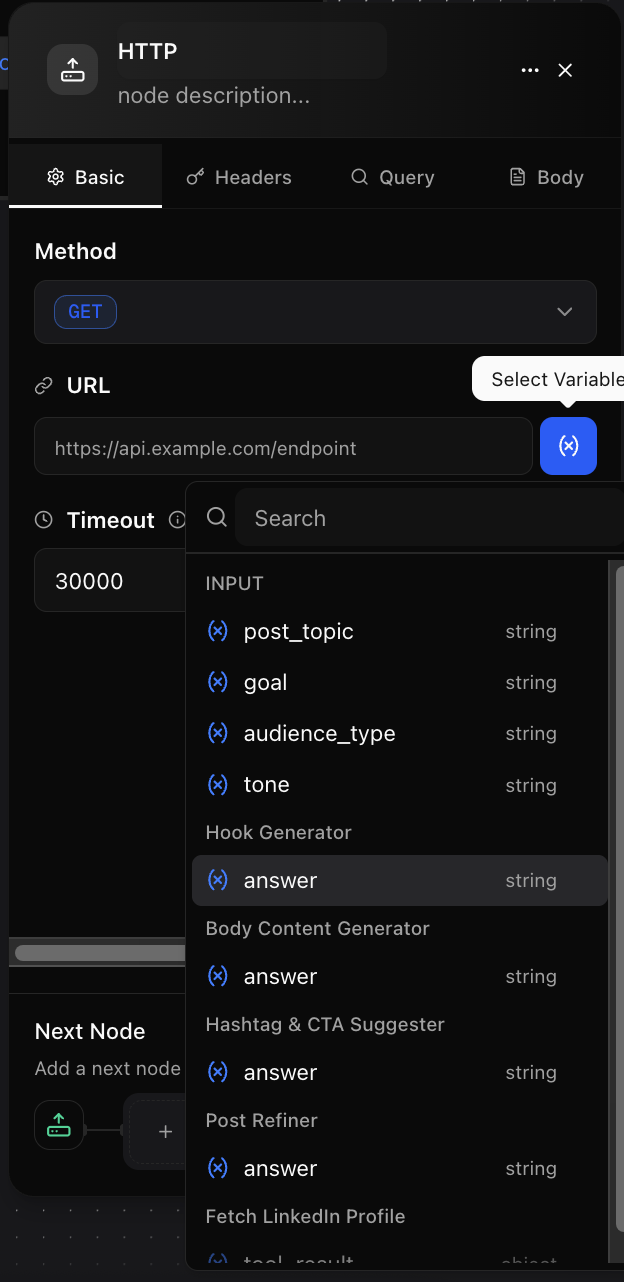 HTTP
node description...
Basic
Headers
Query
Body
Method
GET
URL
Select Variable
https://api.example.com/endpoint
(x)
Timeout
Search
30000
INPUT
(x) post_topic string
(x) goal string
(x) audience_type string
(x) tone string
Hook Generator
(x) answer string
Body Content Generator
(x) answer string
Hashtag & CTA Suggester
(x) answer string
Post Refiner
(x) answer string
Fetch LinkedIn Profile
tool_result object
Next Node
Add a next node